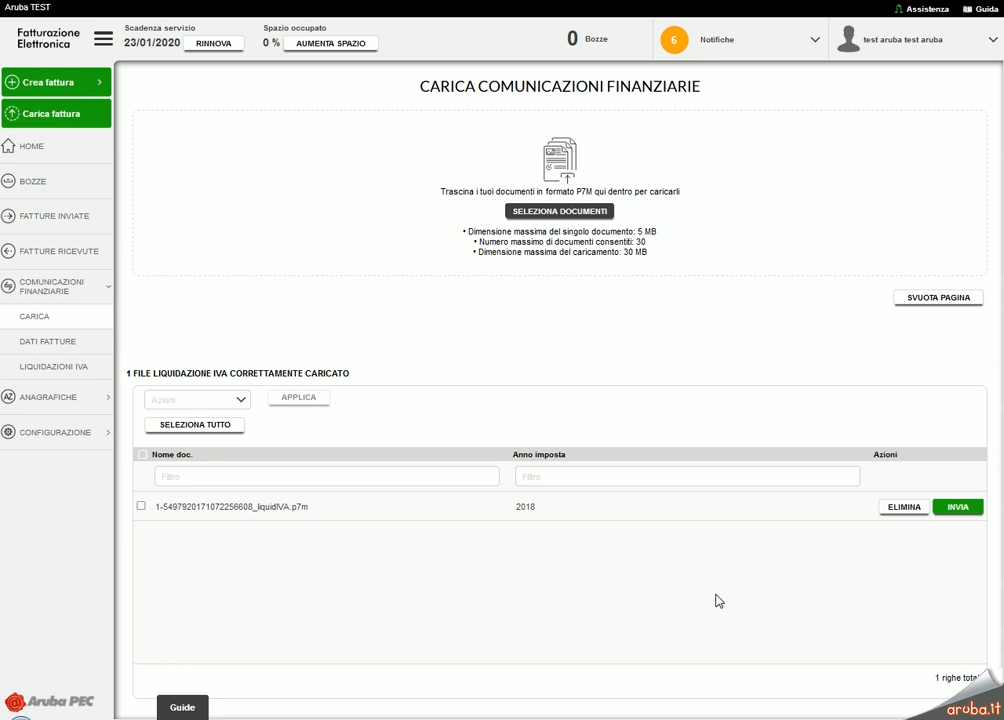 Aruba TEST
Assistenza
Guida
Fatturazione
Elettronica
Scadenza servizio
23/01/2020
RINNOVA
Spazio occupato
0 %
AUMENTA SPAZIO
0 Bozze
6
Notifiche
test aruba test aruba
Crea fattura
Carica fattura
HOME
BOZZE
FATTURE INVIATE
FATTURE RICEVUTE
COMUNICAZIONI
FINANZIARIE
CARICA
DATI FATTURE
LIQUIDAZIONI IVA
AZ ANAGRAFICHE
CONFIGURAZIONE
CARICA COMUNICAZIONI FINANZIARIE
Trascina i tuoi documenti in formato P7M qui dentro per caricarli
SELEZIONA DOCUMENTI
• Dimensione massima del singolo documento: 5 MB
• Numero massimo di documenti consentiti: 30
• Dimensione massima del caricamento: 30 MB
SVUOTA PAGINA
1 FILE LIQUIDAZIONE IVA CORRETTAMENTE CARICATO
Azioni
APPLICA
SELEZIONA TUTTO
Nome doc.
Anno imposta
Azioni
Filtro
Filtro
1-5497920171072256608_liquidIVA.p7m
2018
ELIMINA
INVIA
1 righe
Aruba PEC
Guide
aruba.it